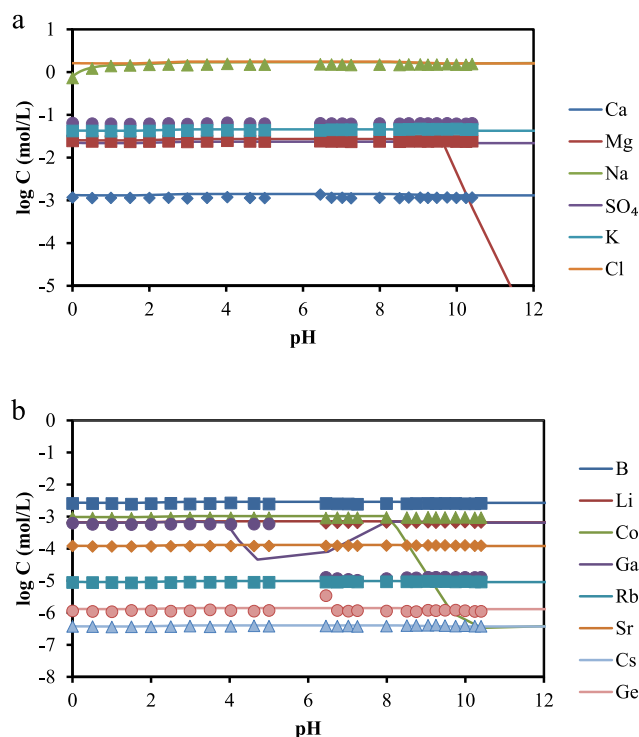 a
log C (mol/L)
1
0
-1
-2
-3
-4
-5
0 2 4 6 8 10 12
pH
Ca
Mg
Na
SO₄
K
Cl
b
log C (mol/L)
0
-1
-2
-3
-4
-5
-6
-7
-8
0 2 4 6 8 10 12
pH
B
Li
Co
Ga
Rb
Sr
Cs
Ge